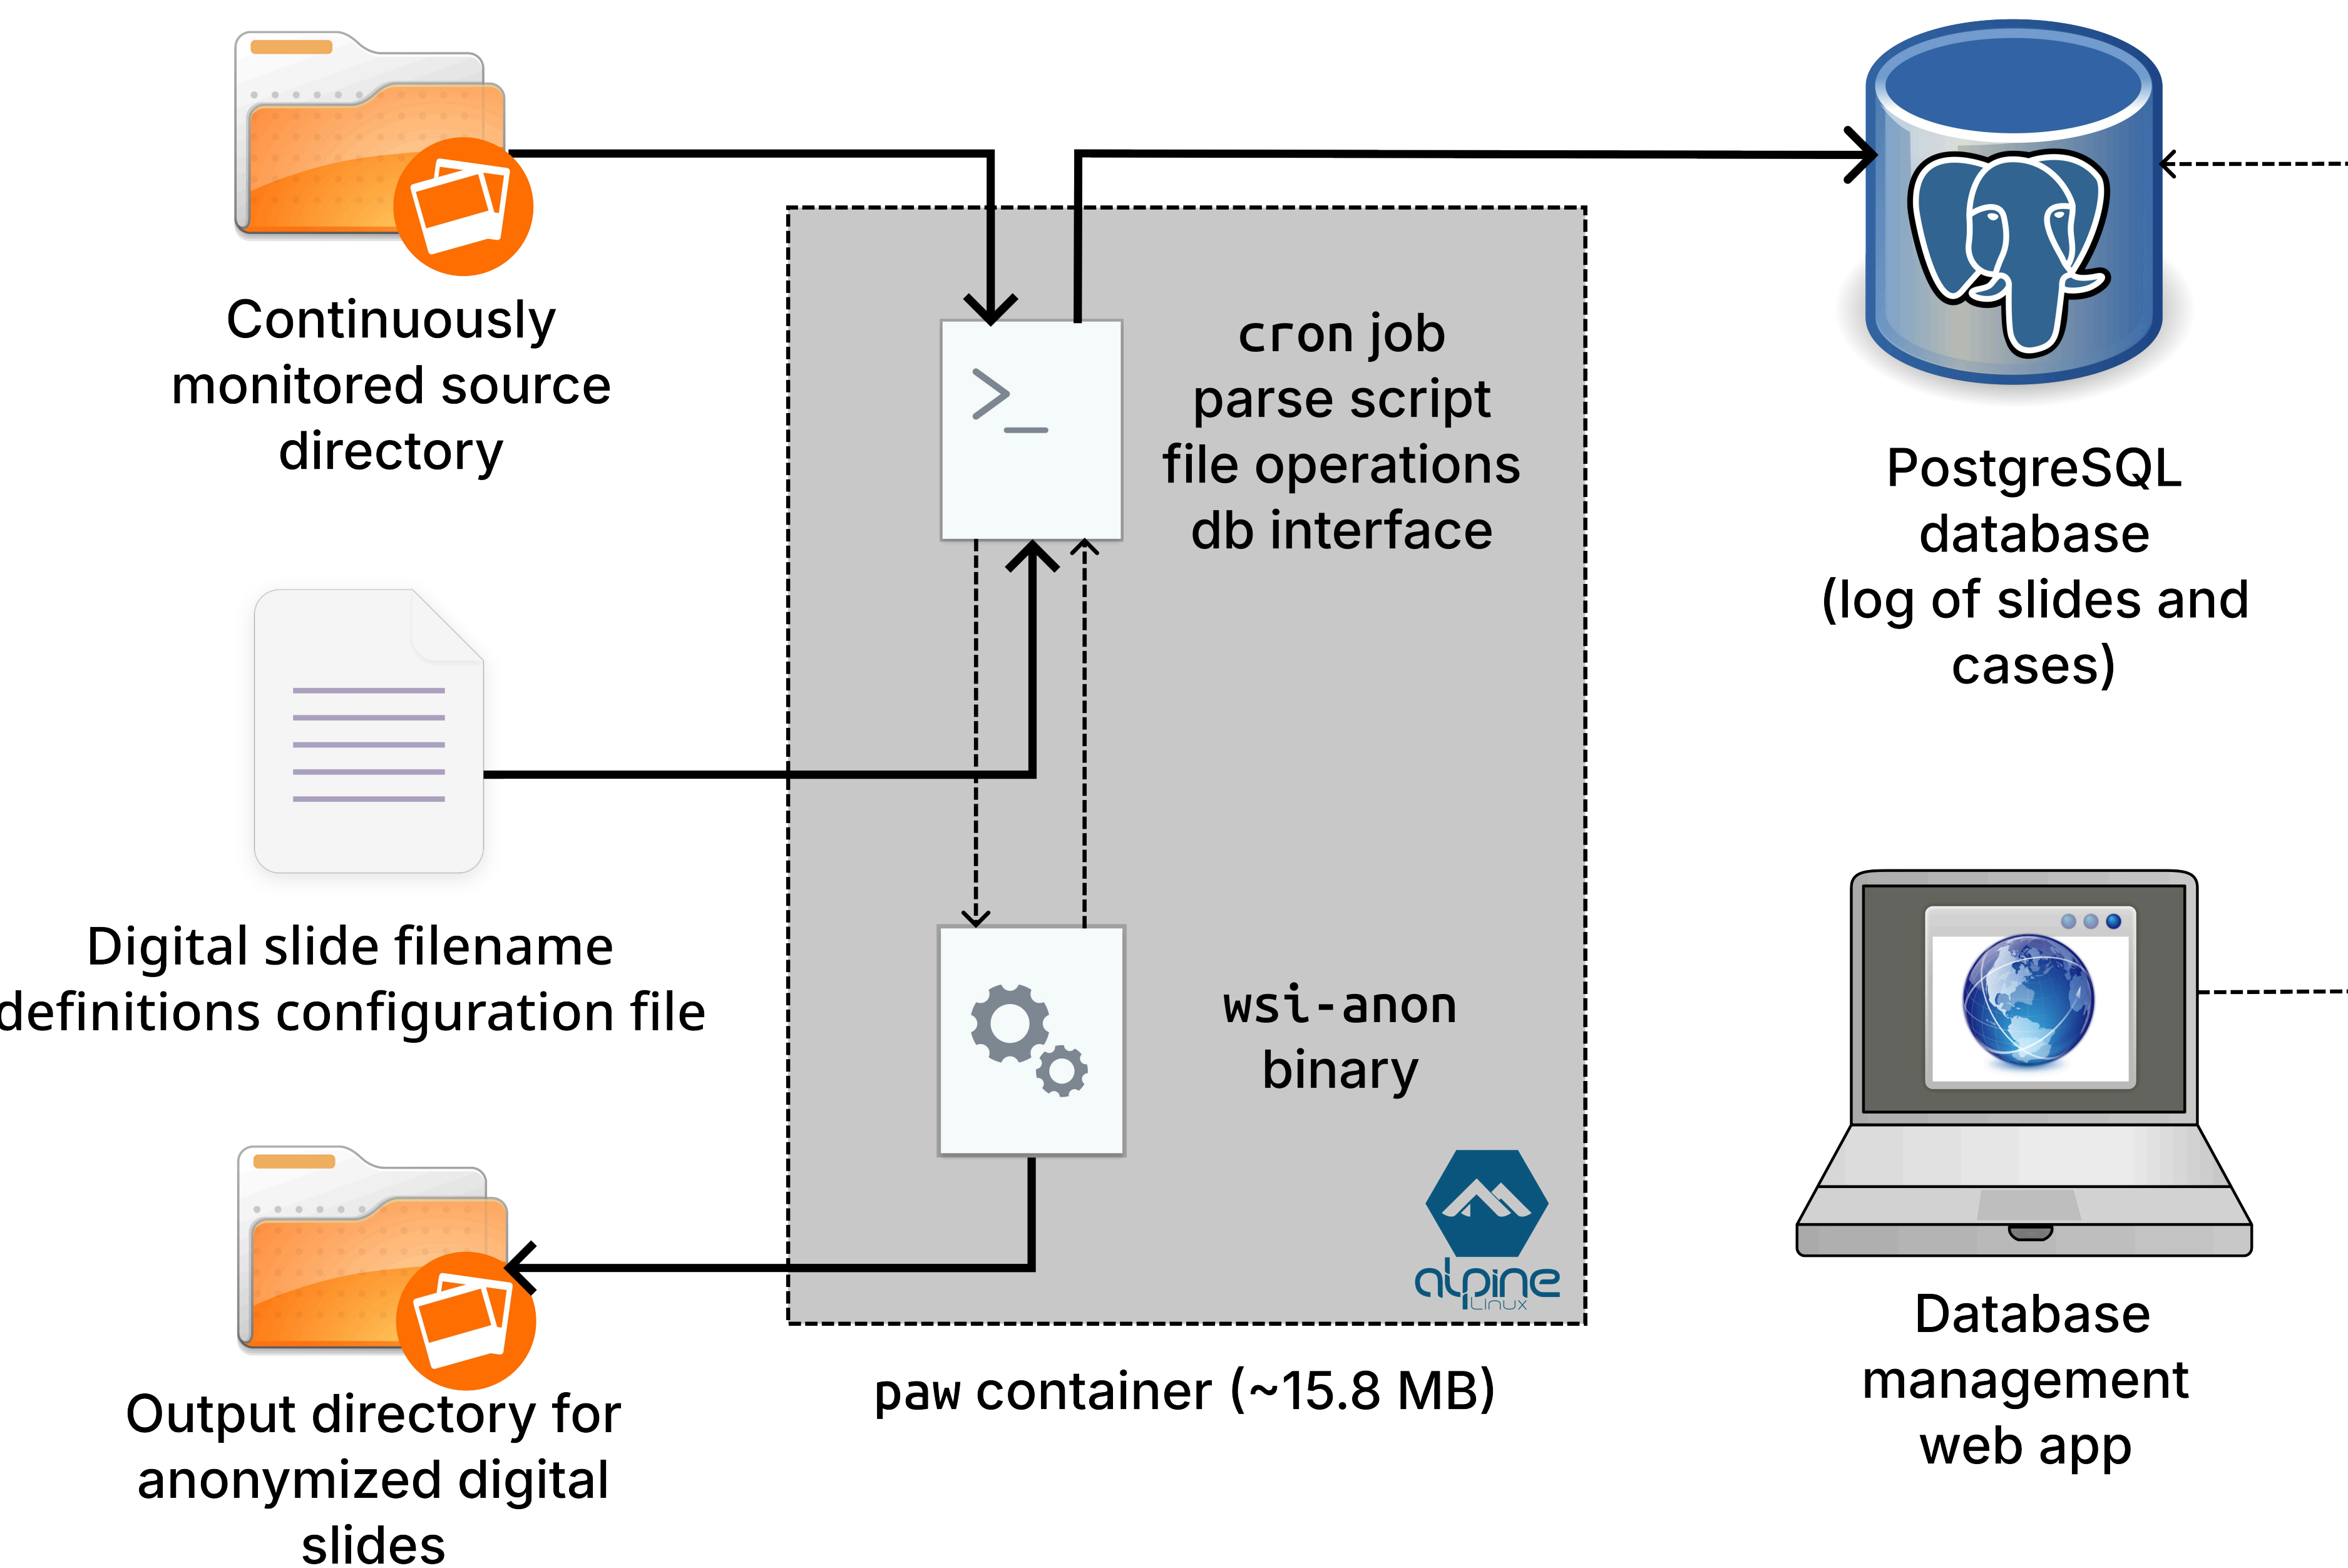 Continuously
monitored source
directory
cron job
parse script
file operations
db interface
PostgreSQL
database
(log of slides and
cases)
Digital slide filename
definitions configuration file
wsi-anon
binary
alpine
Linux
paw container (~15.8 MB)
Output directory for
anonymized digital
slides
Database
management
web app